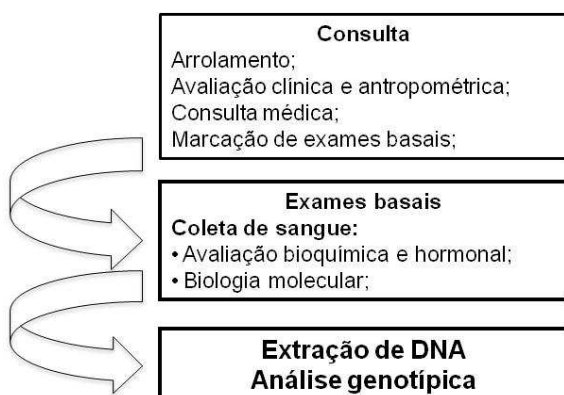 Consulta
Arrolamento;
Avaliação clínica e antropométrica;
Consulta médica;
Marcação de exames basais;
Exames basais
Coleta de sangue:
• Avaliação bioquímica e hormonal;
• Biologia molecular;
Extração de DNA
Análise genotípica